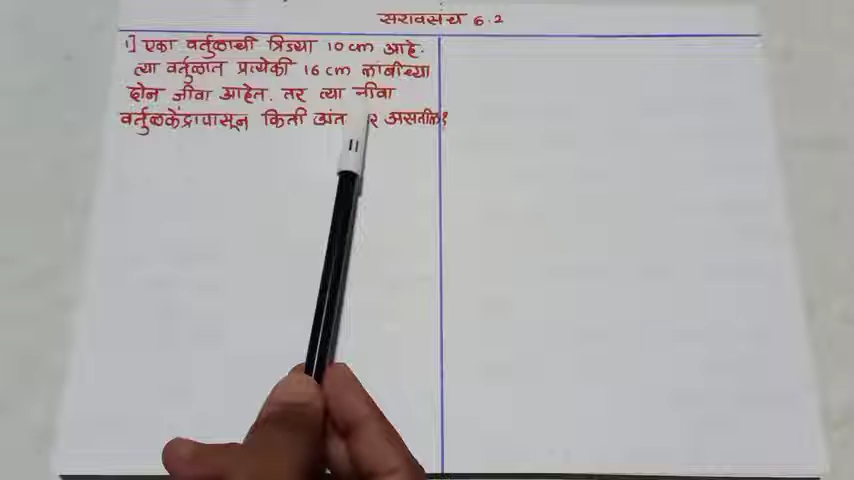 सरावसंच 6.2
1] एका वर्तुळाची त्रिज्या 10 cm आहे.
त्या वर्तुळात प्रत्येकी 16 cm लांबीच्या
दोन जीवा आहेत. तर त्या जीवा
वर्तुळकेंद्रापासून किती अंतर असतील?